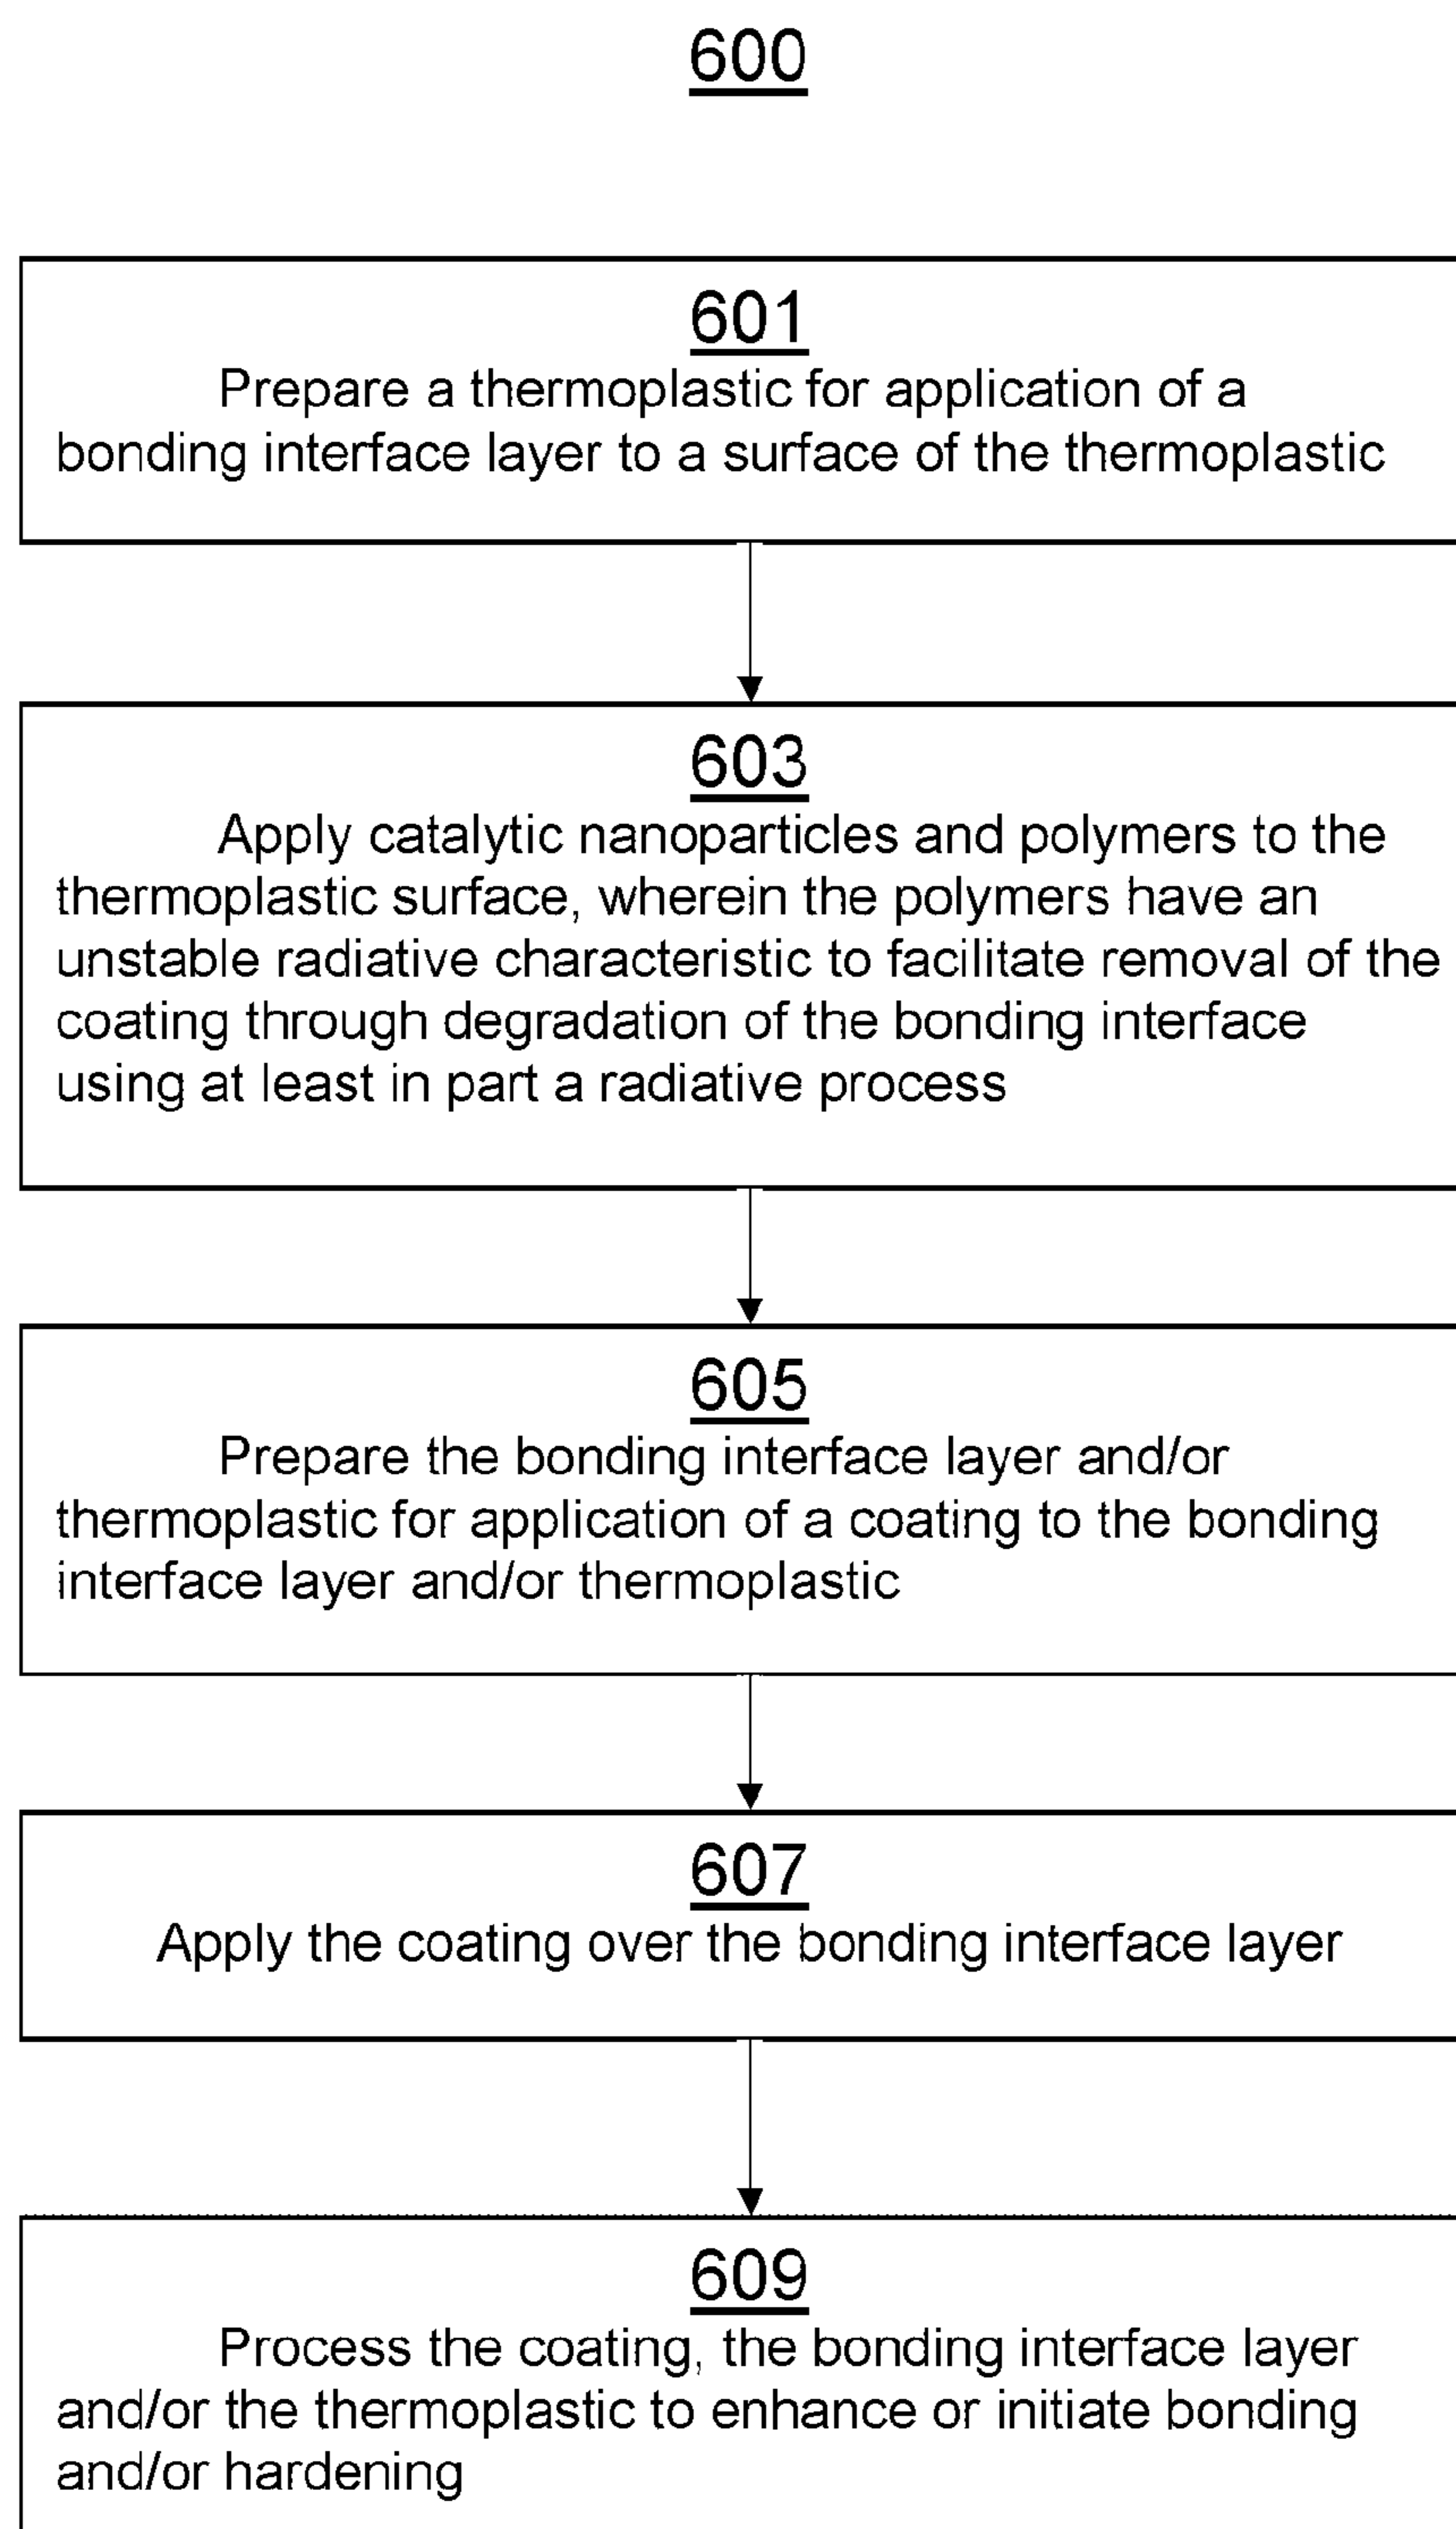 600
601
Prepare a thermoplastic for application of a
bonding interface layer to a surface of the thermoplastic
603
Apply catalytic nanoparticles and polymers to the
thermoplastic surface, wherein the polymers have an
unstable radiative characteristic to facilitate removal of the
coating through degradation of the bonding interface
using at least in part a radiative process
605
Prepare the bonding interface layer and/or
thermoplastic for application of a coating to the bonding
interface layer and/or thermoplastic
607
Apply the coating over the bonding interface layer
609
Process the coating, the bonding interface layer
and/or the thermoplastic to enhance or initiate bonding
and/or hardening